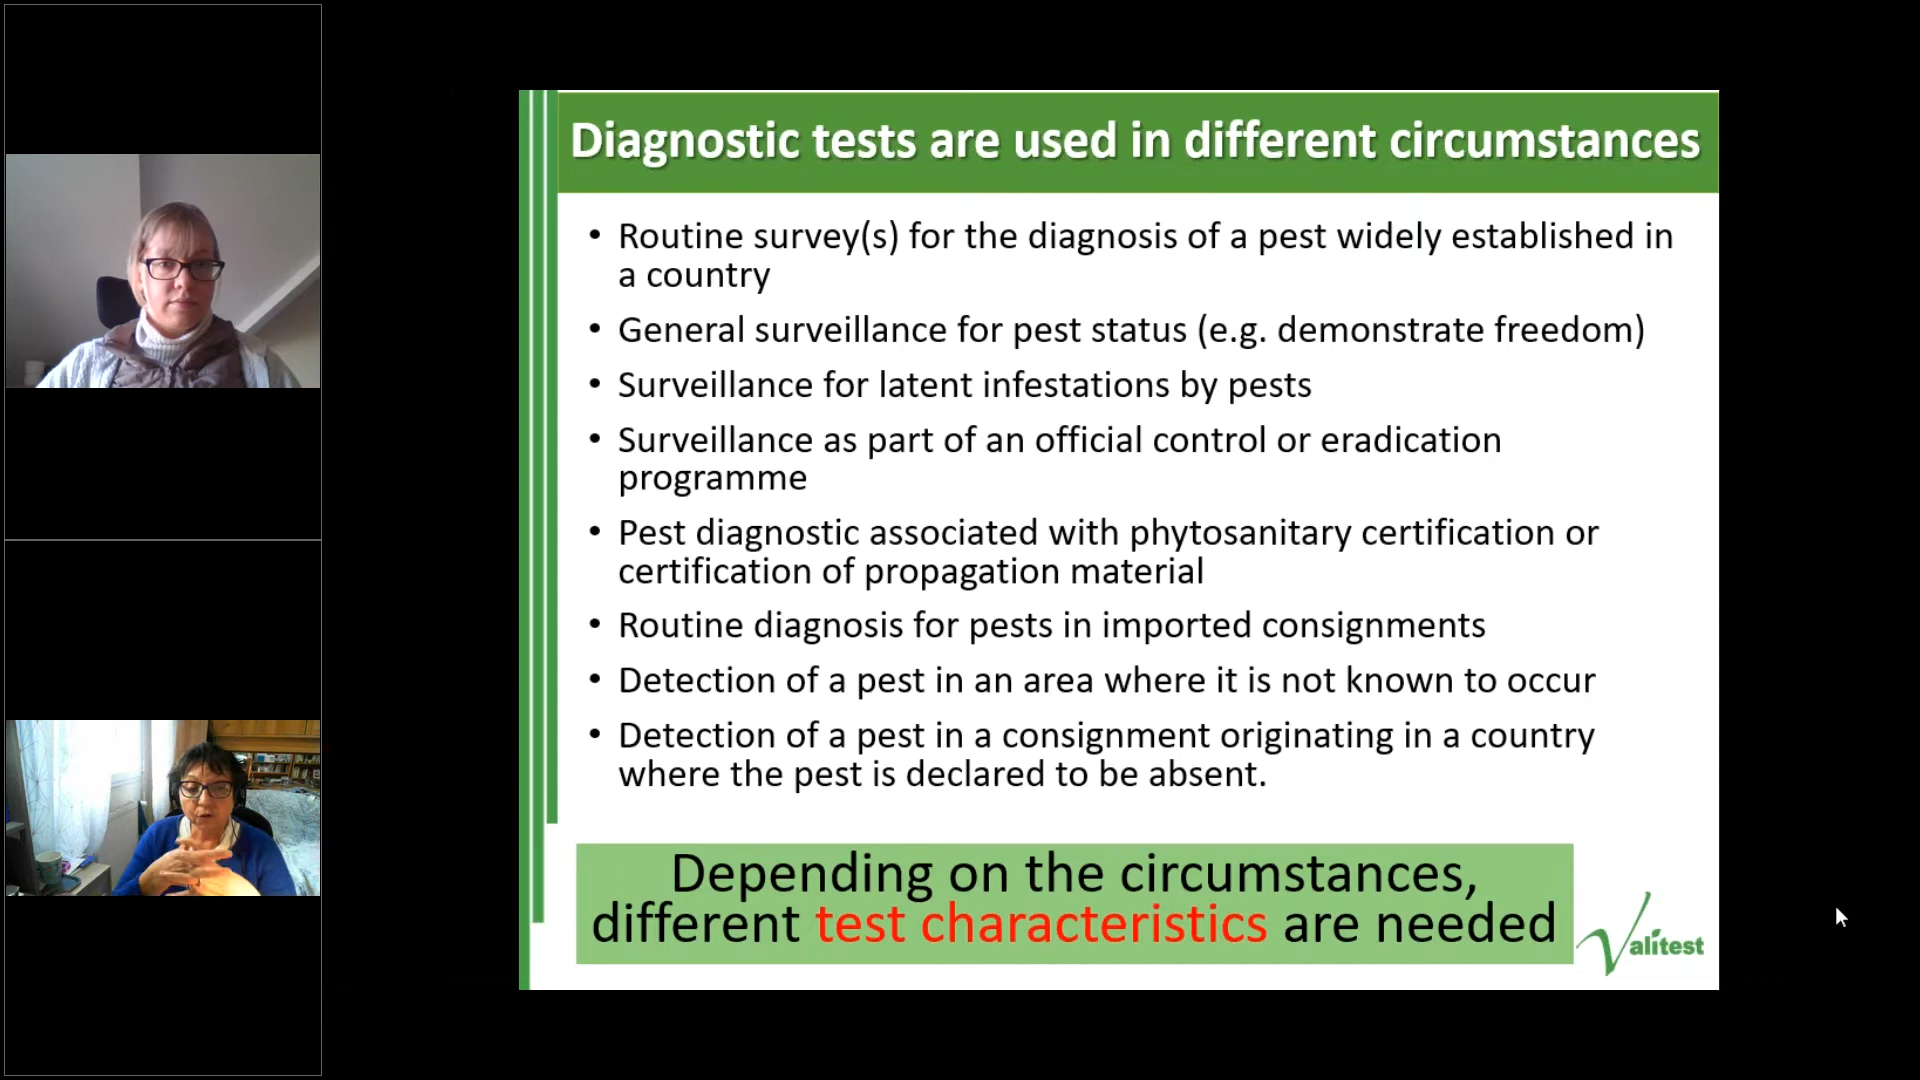 Diagnostic tests are used in different circumstances
• Routine survey(s) for the diagnosis of a pest widely established in
a country
• General surveillance for pest status (e.g. demonstrate freedom)
• Surveillance for latent infestations by pests
• Surveillance as part of an official control or eradication
programme
• Pest diagnostic associated with phytosanitary certification or
certification of propagation material
• Routine diagnosis for pests in imported consignments
• Detection of a pest in an area where it is not known to occur
• Detection of a pest in a consignment originating in a country
where the pest is declared to be absent.
Depending on the circumstances,
different test characteristics are needed
Valitest